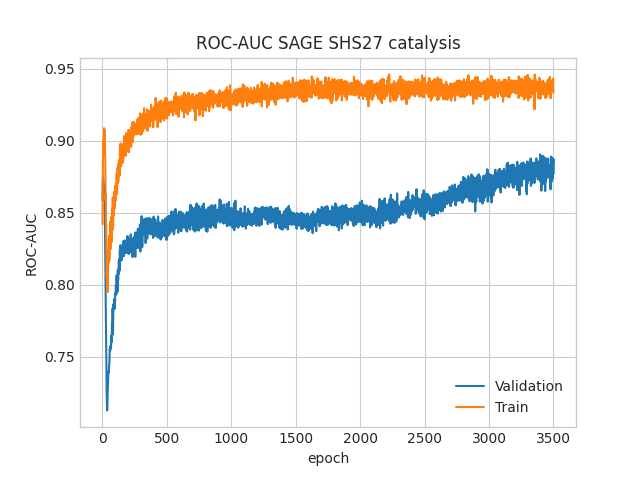 ROC-AUC SAGE SHS27 catalysis
0.95
0.90
0.85
0.80
0.75
ROC-AUC
Validation
Train
0 500 1000 1500 2000 2500 3000 3500
epoch